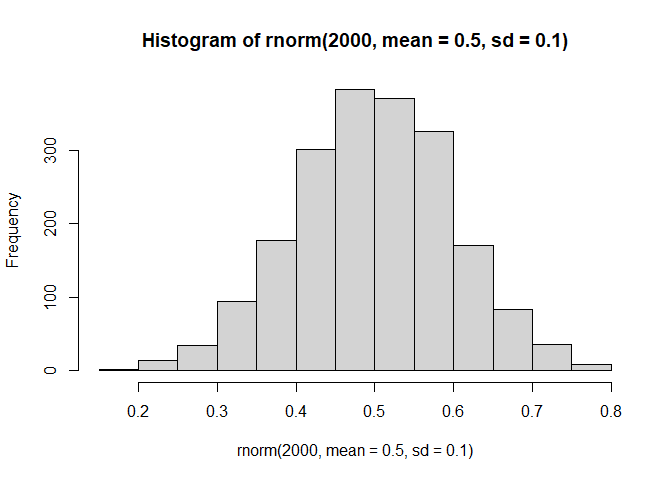 Histogram of rnorm(2000, mean = 0.5, sd = 0.1)
Frequency
300
200
100
0
0.2 0.3 0.4 0.5 0.6 0.7 0.8
rnorm(2000, mean = 0.5, sd = 0.1)